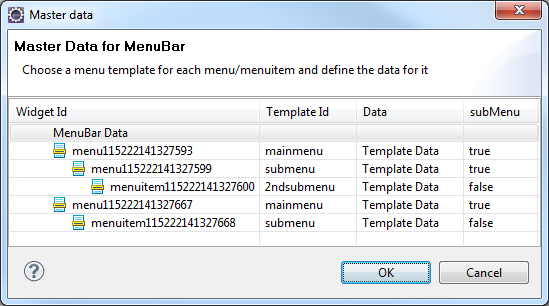 Master data
Master Data for MenuBar
Choose a menu template for each menu/menuitem and define the data for it
Widget Id Template Id Data subMenu
MenuBar Data
menu115222141327593 mainmenu Template Data true
menu115222141327599 submenu Template Data true
menuitem115222141327600 2ndsubmenu Template Data false
menu115222141327667 mainmenu Template Data true
menuitem115222141327668 submenu Template Data false
? OK Cancel